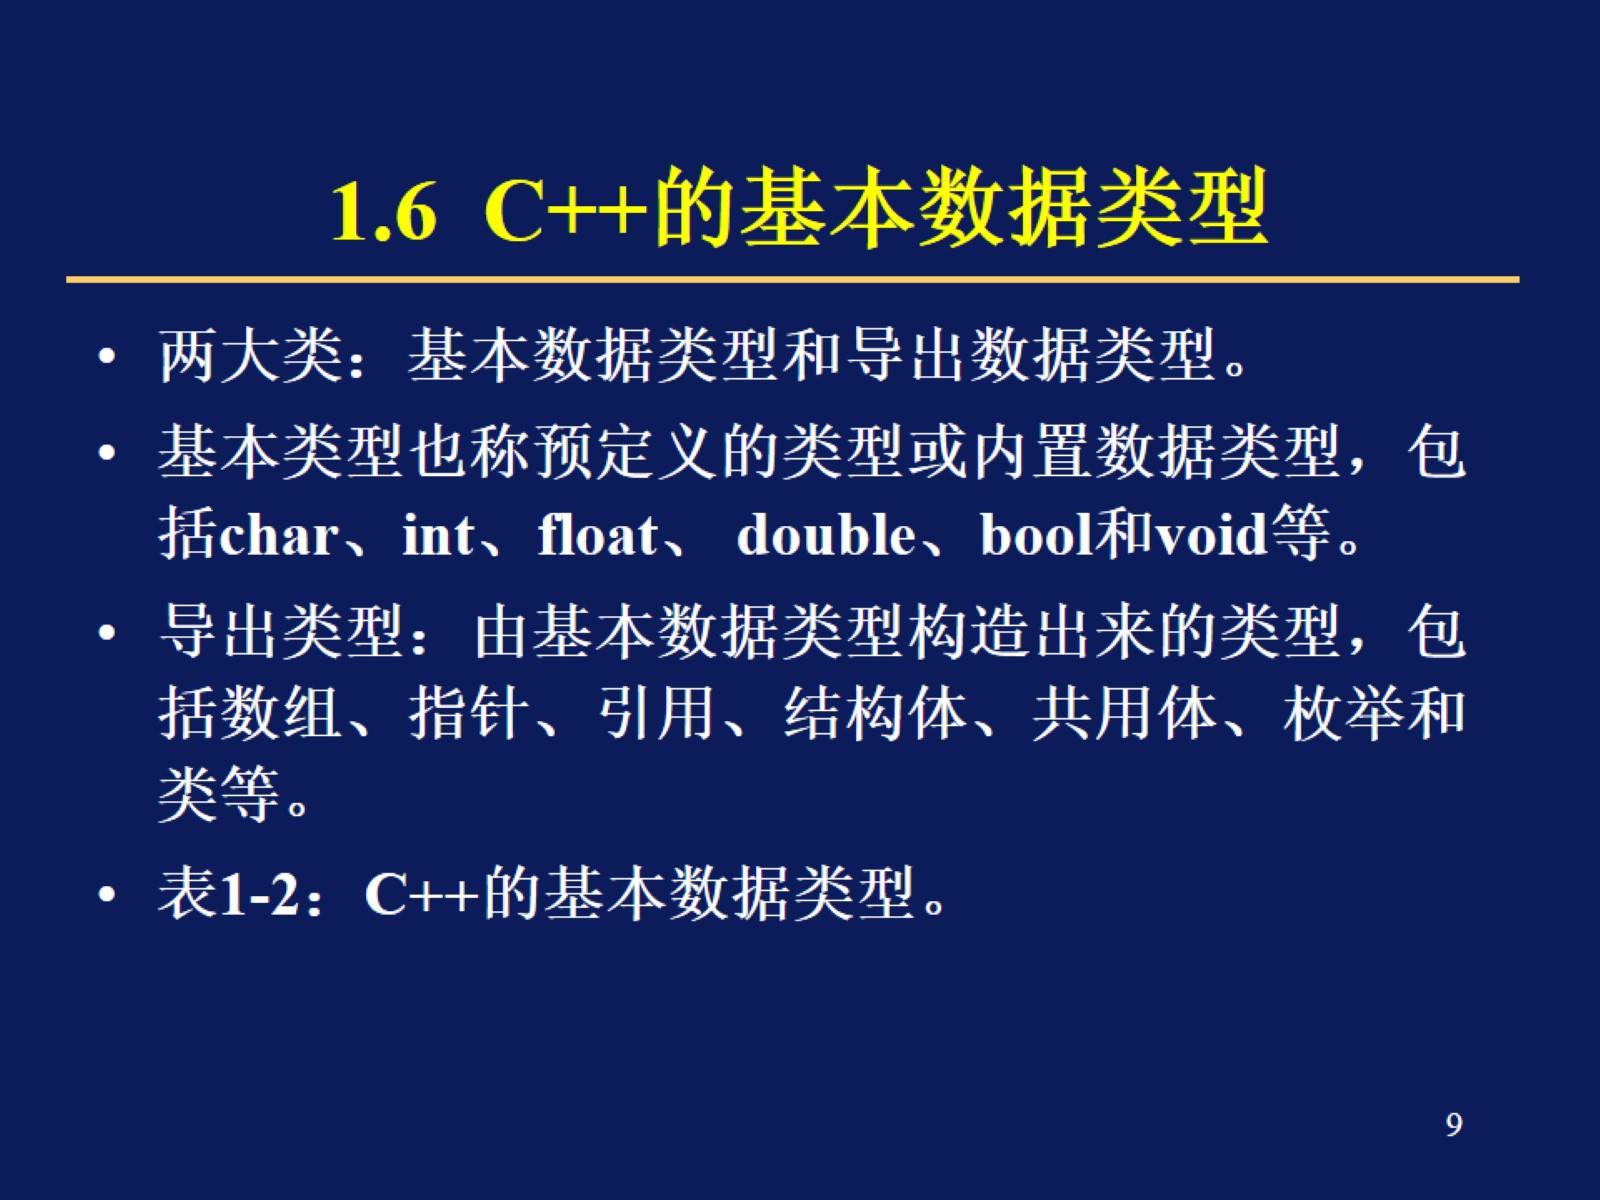 1.6 C++的基本数据类型
• 两大类：基本数据类型和导出数据类型。
• 基本类型也称预定义的类型或内置数据类型，包
括char、int、float、 double、bool和void等。
• 导出类型：由基本数据类型构造出来的类型，包
括数组、指针、引用、结构体、共用体、枚举和
类等。
• 表1-2：C++的基本数据类型。
9